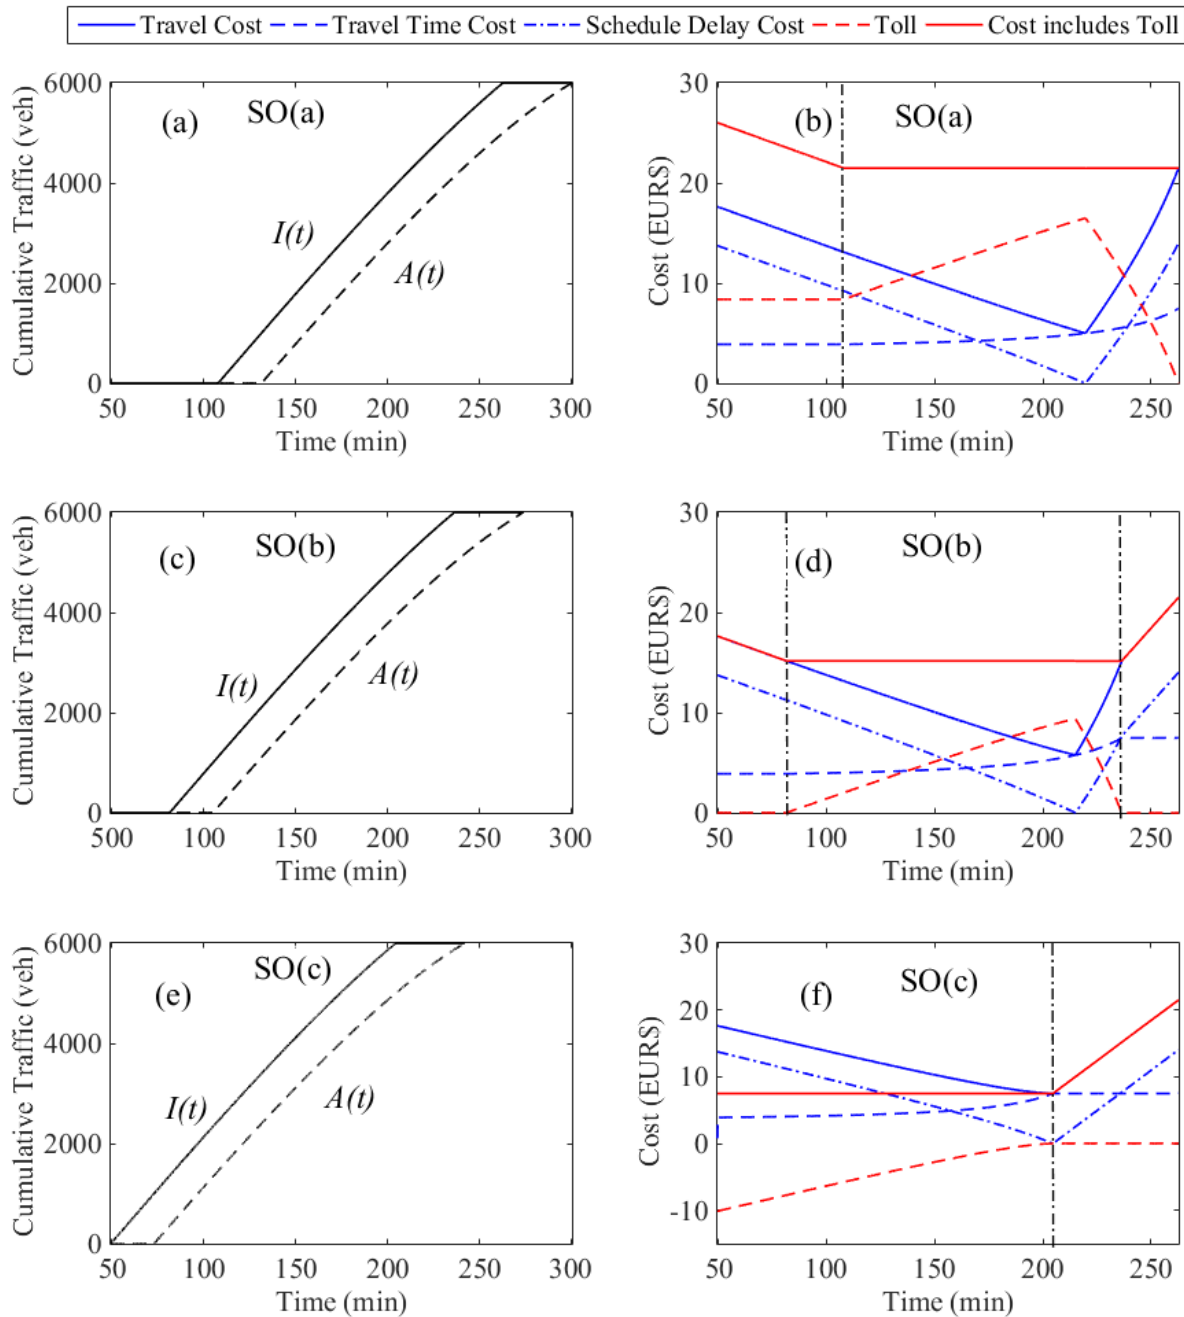 Travel Cost Travel Time Cost Schedule Delay Cost Toll Cost includes Toll
6000
4000
2000
0
Cumulative Traffic (veh)
(a)
SO(a)
I(t)
A(t)
50 100 150 200 250 300
Time (min)
30
20
10
0
Cost (EURS)
(b)
SO(a)
50 100 150 200 250
Time (min)
6000
4000
2000
0
Cumulative Traffic (veh)
(c)
SO(b)
I(t)
A(t)
500 100 150 200 250 300
Time (min)
30
20
10
0
Cost (EURS)
(d)
SO(b)
50 100 150 200 250
Time (min)
6000
4000
2000
0
Cumulative Traffic (veh)
(e)
SO(c)
I(t)
A(t)
50 100 150 200 250 300
Time (min)
30
20
10
0
-10
Cost (EURS)
(f)
SO(c)
50 100 150 200 250
Time (min)